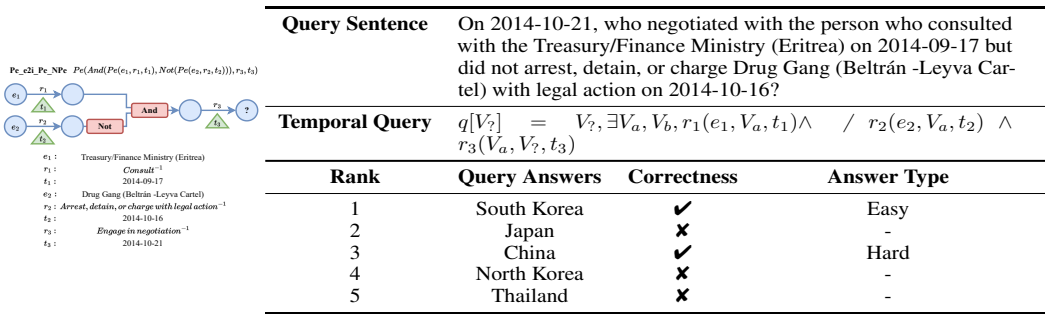 Pe_e2i_Pe_NPe Pe(And(Pe(e₁,r₁,t₁),Not(Pe(e₂,r₂,t₂))),r₃,t₃)
e₁ r₁ t₁ And r₃ t₃ ?
e₂ r₂ t₂ Not
e₁ : Treasury/Finance Ministry (Eritrea)
r₁ : Consult⁻¹
t₁ : 2014-09-17
e₂ : Drug Gang (Beltrán -Leyva Cartel)
r₂ : Arrest, detain, or charge with legal action⁻¹
t₂ : 2014-10-16
r₃ : Engage in negotiation⁻¹
t₃ : 2014-10-21
Query Sentence On 2014-10-21, who negotiated with the person who consulted
with the Treasury/Finance Ministry (Eritrea) on 2014-09-17 but
did not arrest, detain, or charge Drug Gang (Beltrán -Leyva Car-
tel) with legal action on 2014-10-16?
Temporal Query q[V?] = V?, ∃Va, Vb, r₁(e₁, Va, t₁)∧ / r₂(e₂, Va, t₂) ∧
r₃(Va, V?, t₃)
Rank Query Answers Correctness Answer Type
1 South Korea ✔ Easy
2 Japan ✘ -
3 China ✔ Hard
4 North Korea ✘ -
5 Thailand ✘ -